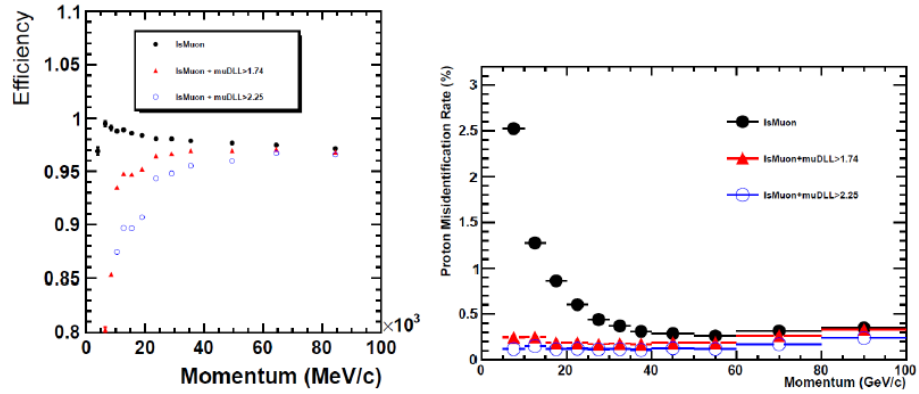 Efficiency
1.1
1.05
1
0.95
0.9
0.85
0.8
IsMuon
IsMuon + muDLL>1.74
IsMuon + muDLL>2.25
0 20 40 60 80 100
×10³
Momentum (MeV/c)
Proton Misidentification Rate (%)
3
2.5
2
1.5
1
0.5
0
IsMuon
IsMuon+muDLL>1.74
IsMuon+muDLL>2.25
0 20 40 60 80 100
Momentum (GeV/c)